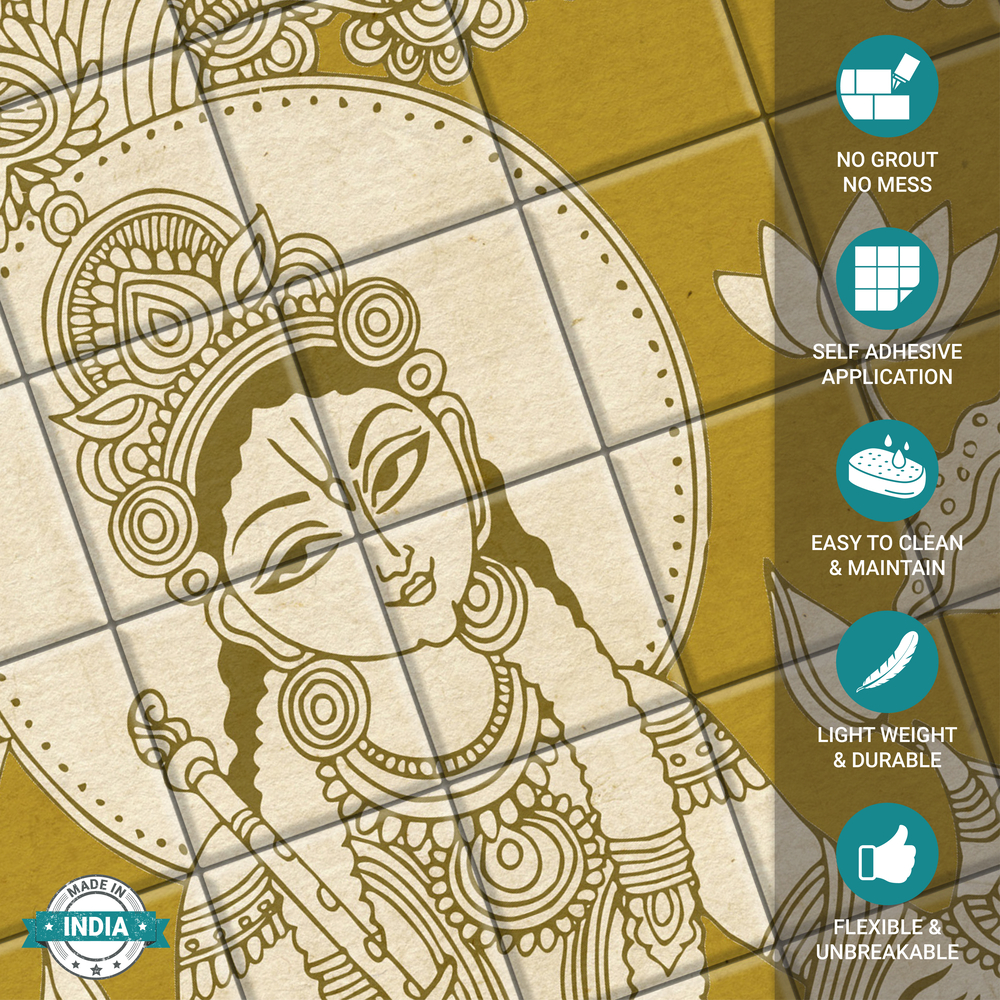 NO GROUT
NO MESS
SELF ADHESIVE
APPLICATION
EASY TO CLEAN
& MAINTAIN
LIGHT WEIGHT
& DURABLE
FLEXIBLE &
UNBREAKABLE
MADE IN
INDIA